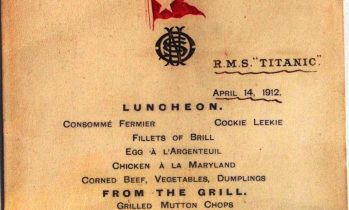 R.M.S. "TITANIC."
APRIL 14, 1912.
LUNCHEON.
CONSOMMÉ FERMIER COCKIE LEEKIE
FILLETS OF BRILL
EGG À L'ARGENTEUIL
CHICKEN À LA MARYLAND
CORNED BEEF, VEGETABLES, DUMPLINGS
FROM THE GRILL.
GRILLED MUTTON CHOPS